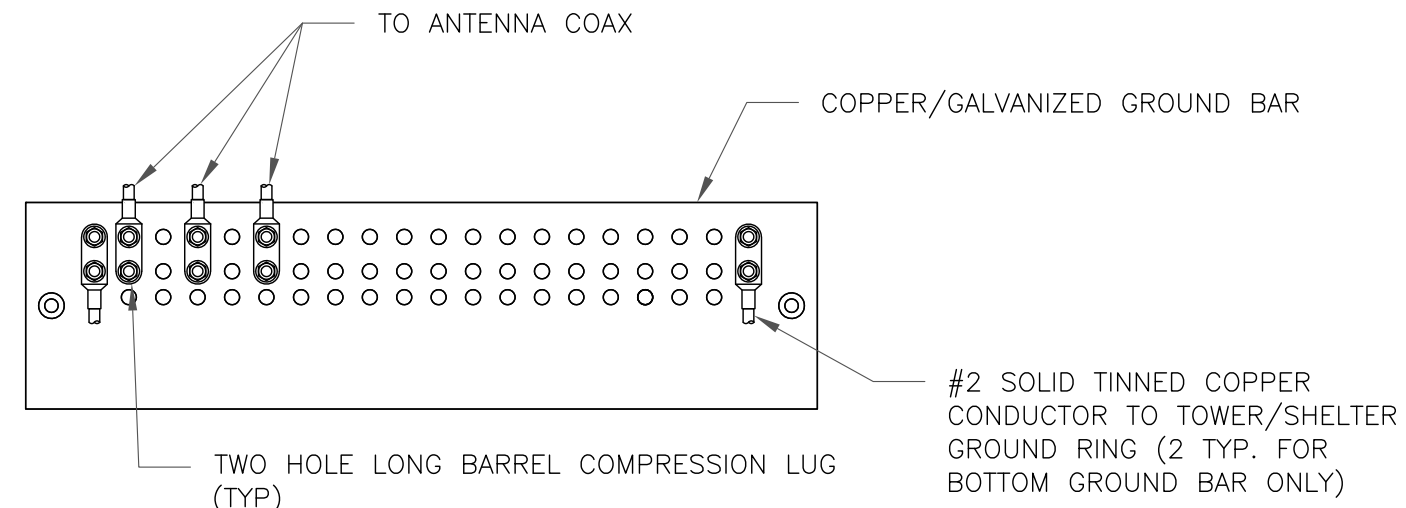 TO ANTENNA COAX
COPPER/GALVANIZED GROUND BAR
#2 SOLID TINNED COPPER
CONDUCTOR TO TOWER/SHELTER
GROUND RING (2 TYP. FOR
BOTTOM GROUND BAR ONLY)
TWO HOLE LONG BARREL COMPRESSION LUG
(TYP)